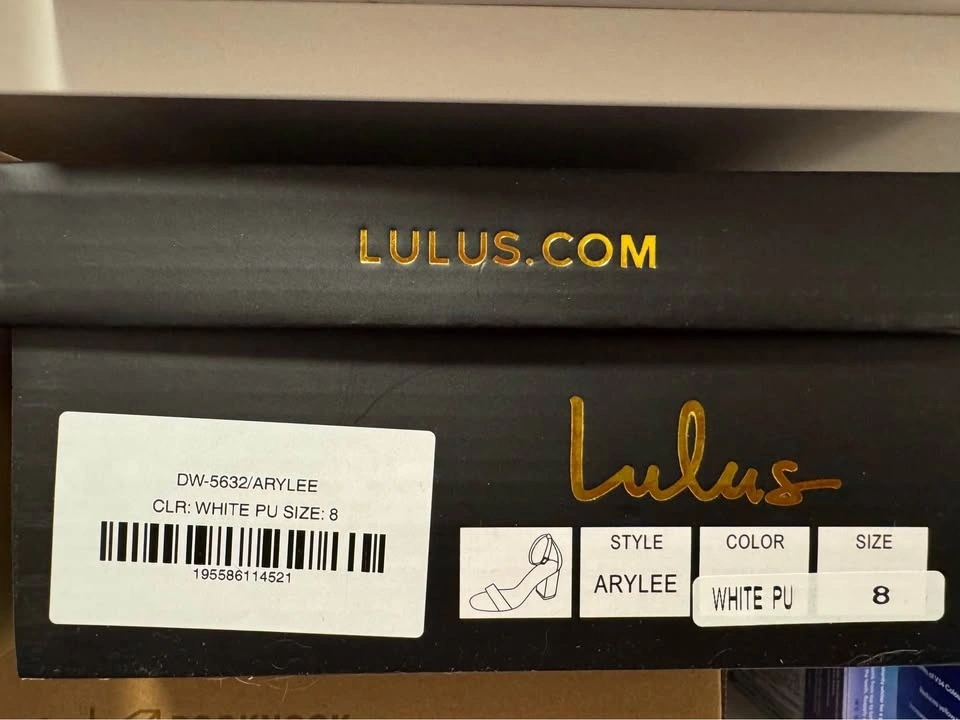 LULUS.COM
Lulus
DW-5632/ARYLEE
CLR: WHITE PU SIZE: 8
195586114521
STYLE
ARYLEE
COLOR
WHITE PU
SIZE
8